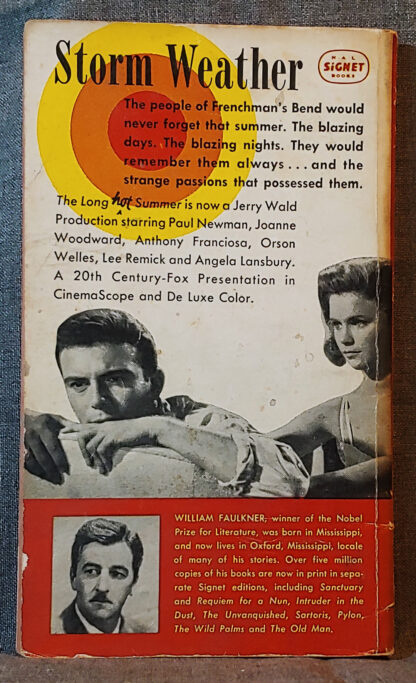 Storm Weather
N A L
SIGNET
BOOKS
The people of Frenchman's Bend would
never forget that summer. The blazing
days. The blazing nights. They would
remember them always . . . and the
strange passions that possessed them.
The Long hot Summer is now a Jerry Wald
Production starring Paul Newman, Joanne
Woodward, Anthony Franciosa, Orson
Welles, Lee Remick and Angela Lansbury.
A 20th Century-Fox Presentation in
CinemaScope and De Luxe Color.
WILLIAM FAULKNER, winner of the Nobel
Prize for Literature, was born in Mississippi,
and now lives in Oxford, Mississippi, locale
of many of his stories. Over five million
copies of his books are now in print in sepa-
rate Signet editions, including Sanctuary
and Requiem for a Nun, Intruder in the
Dust, The Unvanquished, Sartoris, Pylon,
The Wild Palms and The Old Man.